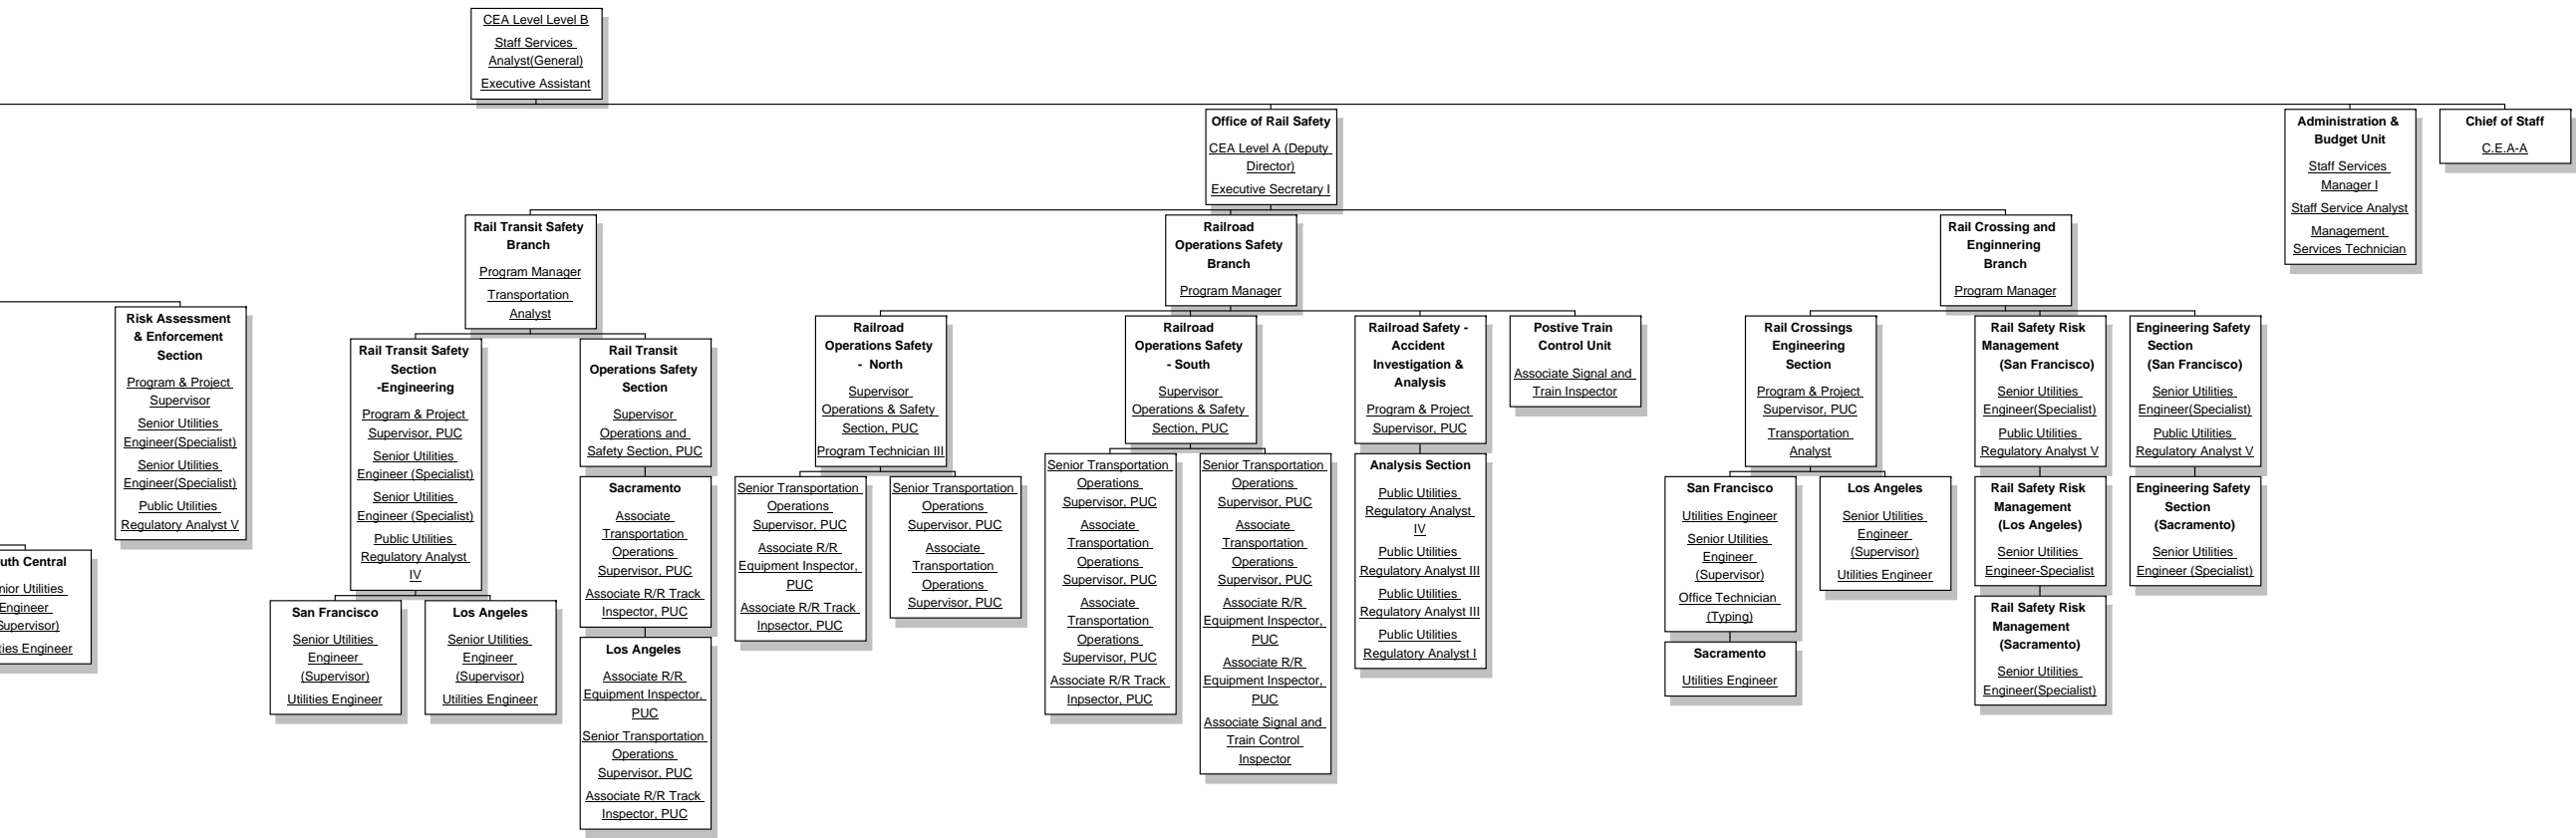 CEA Level Level B
Staff Services
Analyst(General)
Executive Assistant
Office of Rail Safety
CEA Level A (Deputy
Director)
Executive Secretary I
Administration &
Budget Unit
Staff Services
Manager I
Staff Service Analyst
Management
Services Technician
Chief of Staff
C.E.A-A
Rail Transit Safety
Branch
Program Manager
Transportation
Analyst
Railroad
Operations Safety
Branch
Program Manager
Rail Crossing and
Enginnering
Branch
Program Manager
Risk Assessment
& Enforcement
Section
Program & Project
Supervisor
Senior Utilities
Engineer(Specialist)
Senior Utilities
Engineer(Specialist)
Public Utilities
Regulatory Analyst V
uth Central
nior Utilities
Engineer
Supervisor)
ties Engineer
Rail Transit Safety
Section
-Engineering
Program & Project
Supervisor, PUC
Senior Utilities
Engineer (Specialist)
Senior Utilities
Engineer (Specialist)
Public Utilities
Regulatory Analyst
IV
San Francisco
Senior Utilities
Engineer
(Supervisor)
Utilities Engineer
Los Angeles
Senior Utilities
Engineer
(Supervisor)
Utilities Engineer
Rail Transit
Operations Safety
Section
Supervisor
Operations and
Safety Section, PUC
Sacramento
Associate
Transportation
Operations
Supervisor, PUC
Associate R/R Track
Inspector, PUC
Los Angeles
Associate R/R
Equipment Inspector,
PUC
Senior Transportation
Operations
Supervisor, PUC
Associate R/R Track
Inspector, PUC
Railroad
Operations Safety
- North
Supervisor
Operations & Safety
Section, PUC
Program Technician III
Senior Transportation
Operations
Supervisor, PUC
Associate R/R
Equipment Inspector,
PUC
Associate R/R Track
Inpsector, PUC
Senior Transportation
Operations
Supervisor, PUC
Associate
Transportation
Operations
Supervisor, PUC
Railroad
Operations Safety
- South
Supervisor
Operations & Safety
Section, PUC
Senior Transportation
Operations
Supervisor, PUC
Associate
Transportation
Operations
Supervisor, PUC
Associate
Transportation
Operations
Supervisor, PUC
Associate R/R Track
Inpsector, PUC
Senior Transportation
Operations
Supervisor, PUC
Associate
Transportation
Operations
Supervisor, PUC
Associate R/R
Equipment Inspector,
PUC
Associate R/R
Equipment Inspector,
PUC
Associate Signal and
Train Control
Inspector
Railroad Safety -
Accident
Investigation &
Analysis
Program & Project
Supervisor, PUC
Analysis Section
Public Utilities
Regulatory Analyst
IV
Public Utilities
Regulatory Analyst III
Public Utilities
Regulatory Analyst III
Public Utilities
Regulatory Analyst I
Postive Train
Control Unit
Associate Signal and
Train Inspector
Rail Crossings
Engineering
Section
Program & Project
Supervisor, PUC
Transportation
Analyst
San Francisco
Utilities Engineer
Senior Utilities
Engineer
(Supervisor)
Office Technician
(Typing)
Sacramento
Utilities Engineer
Los Angeles
Senior Utilities
Engineer
(Supervisor)
Utilities Engineer
Rail Safety Risk
Management
(San Francisco)
Senior Utilities
Engineer(Specialist)
Public Utilities
Regulatory Analyst V
Rail Safety Risk
Management
(Los Angeles)
Senior Utilities
Engineer-Specialist
Rail Safety Risk
Management
(Sacramento)
Senior Utilities
Engineer(Specialist)
Engineering Safety
Section
(San Francisco)
Senior Utilities
Engineer(Specialist)
Public Utilities
Regulatory Analyst V
Engineering Safety
Section
(Sacramento)
Senior Utilities
Engineer (Specialist)